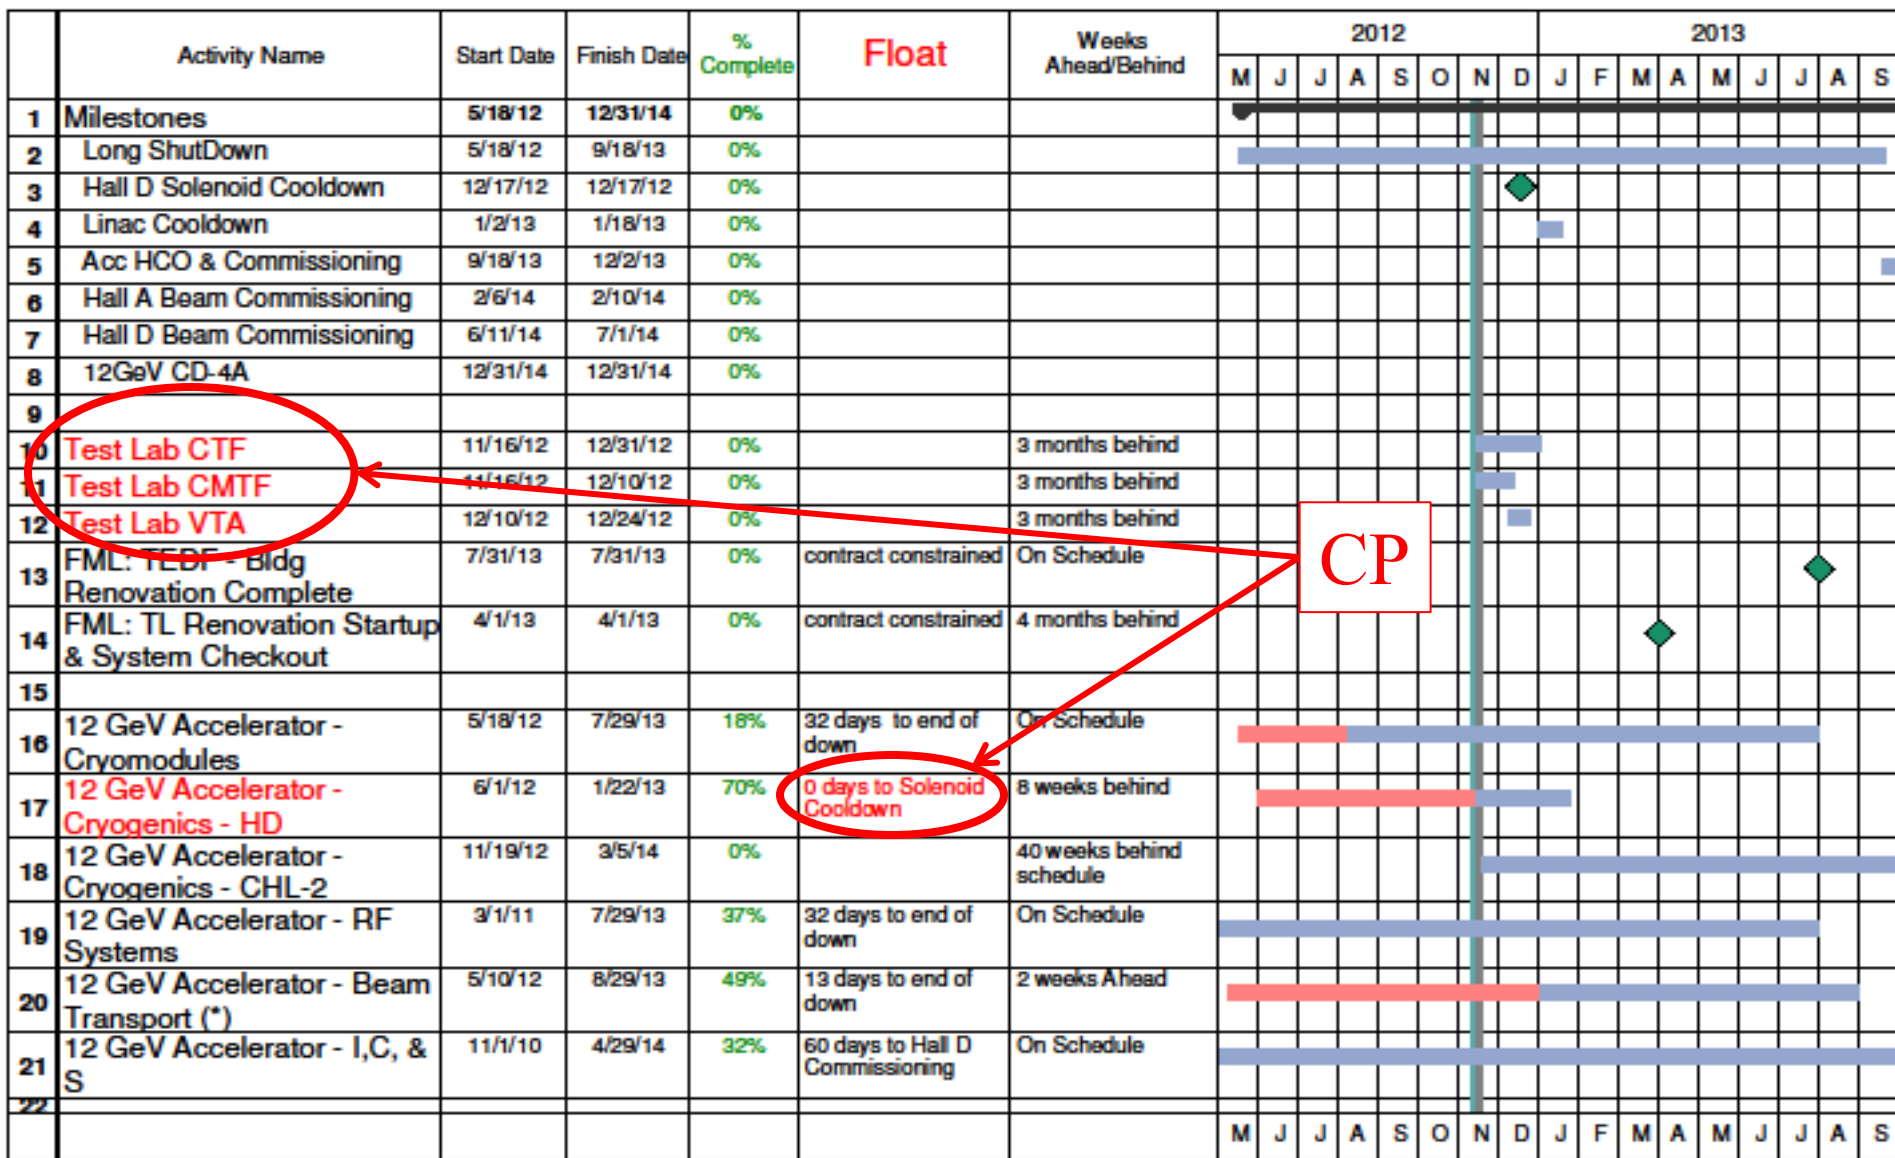 Activity Name Start Date Finish Date % Complete Float Weeks Ahead/Behind 2012 2013
M J J A S O N D J F M A M J J A S
1 Milestones 5/18/12 12/31/14 0%
2 Long ShutDown 5/18/12 9/18/13 0%
3 Hall D Solenoid Cooldown 12/17/12 12/17/12 0%
4 Linac Cooldown 1/2/13 1/18/13 0%
5 Acc HCO & Commissioning 9/18/13 12/2/13 0%
6 Hall A Beam Commissioning 2/6/14 2/10/14 0%
7 Hall D Beam Commissioning 6/11/14 7/1/14 0%
8 12GeV CD-4A 12/31/14 12/31/14 0%
9
10 Test Lab CTF 11/16/12 12/31/12 0% 3 months behind
11 Test Lab CMTF 11/16/12 12/10/12 0% 3 months behind
12 Test Lab VTA 12/10/12 12/24/12 0% 3 months behind
CP
13 FML: TEDF - Bldg 7/31/13 7/31/13 0% contract constrained On Schedule
Renovation Complete
14 FML: TL Renovation Startup 4/1/13 4/1/13 0% contract constrained 4 months behind
& System Checkout
15
16 12 GeV Accelerator - 5/18/12 7/29/13 18% 32 days to end of On Schedule
Cryomodules down
17 12 GeV Accelerator - 6/1/12 1/22/13 70% 0 days to Solenoid 8 weeks behind
Cryogenics - HD Cooldown
18 12 GeV Accelerator - 11/19/12 3/5/14 0% 40 weeks behind
Cryogenics - CHL-2 schedule
19 12 GeV Accelerator - RF 3/1/11 7/29/13 37% 32 days to end of On Schedule
Systems down
20 12 GeV Accelerator - Beam 5/10/12 8/29/13 49% 13 days to end of 2 weeks Ahead
Transport (*) down
21 12 GeV Accelerator - I,C, & 11/1/10 4/29/14 32% 60 days to Hall D On Schedule
S Commissioning
22
M J J A S O N D J F M A M J J A S